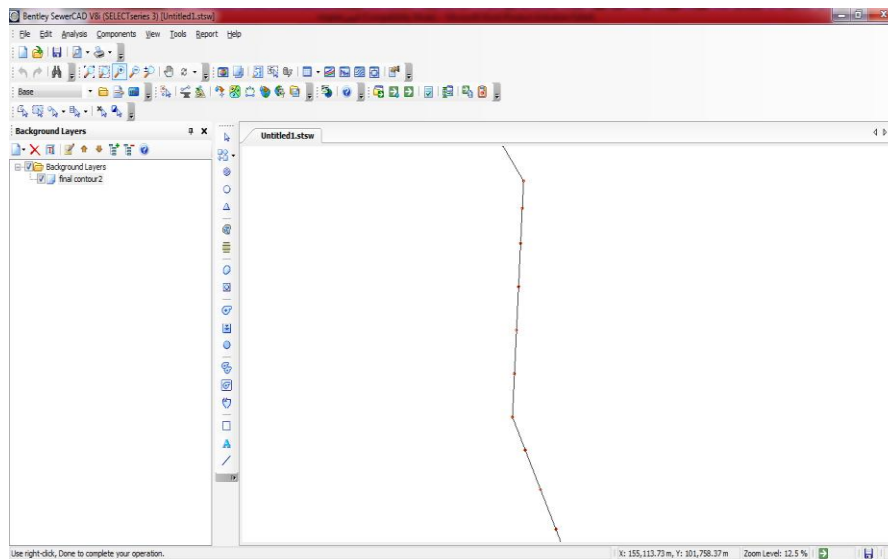 Bentley SewerCAD V8i (SELECTseries 3) [Untitled1.stsw]
File Edit Analysis Components View Tools Report Help
Base
Background Layers
Untitled1.stsw
Background Layers
final contour2
A
Use right-click, Done to complete your operation.
X: 155,113.73 m, Y: 101,758.37 m Zoom Level: 12.5 %